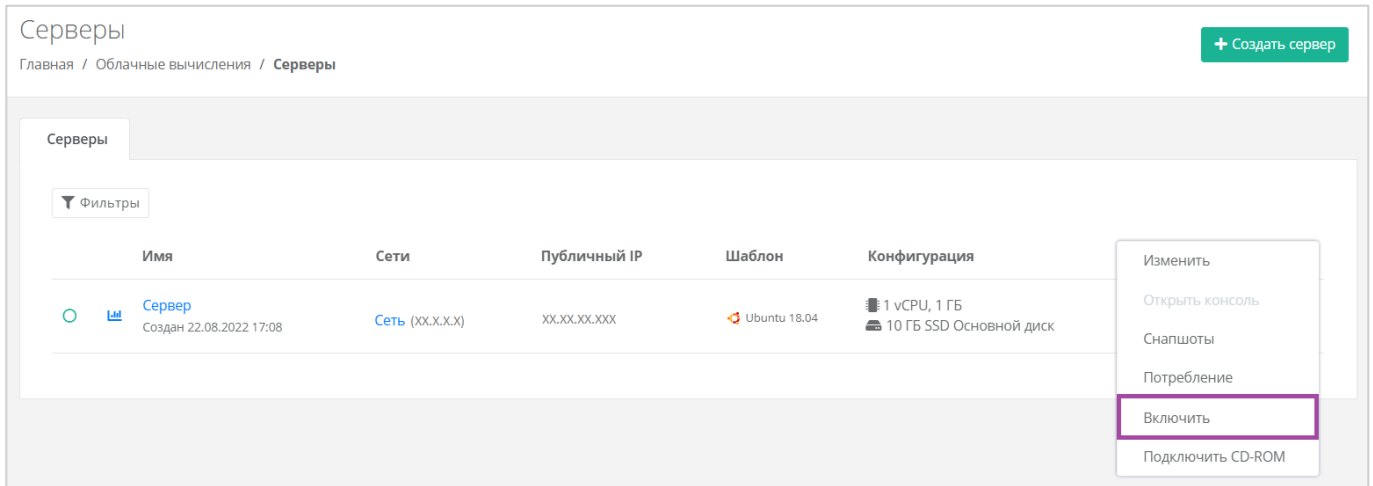 Серверы
+ Создать сервер
Главная / Облачные вычисления / Серверы
Серверы
Фильтры
Имя Сети Публичный IP Шаблон Конфигурация
Сервер
Создан 22.08.2022 17:08
Сеть (XX.X.X.X)
XX.XX.XX.XXX
Ubuntu 18.04
1 vCPU, 1 ГБ
10 ГБ SSD Основной диск
Изменить
Открыть консоль
Снапшоты
Потребление
Включить
Подключить CD-ROM